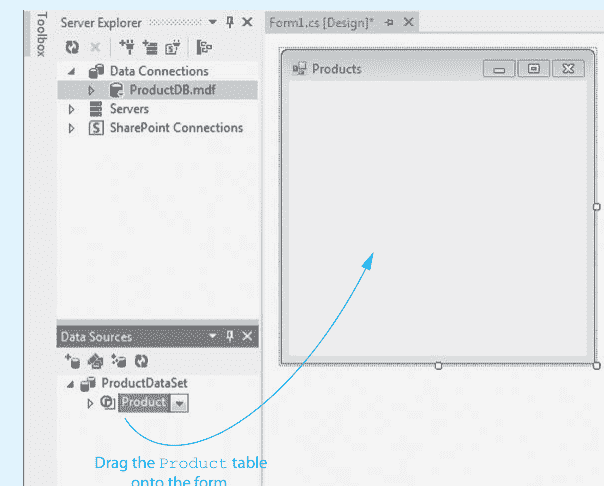 Toolbox
Server Explorer
Data Connections
ProductDB.mdf
Servers
SharePoint Connections
Form1.cs [Design]*
Products
Data Sources
ProductDataSet
Product
Drag the Product table
onto the form